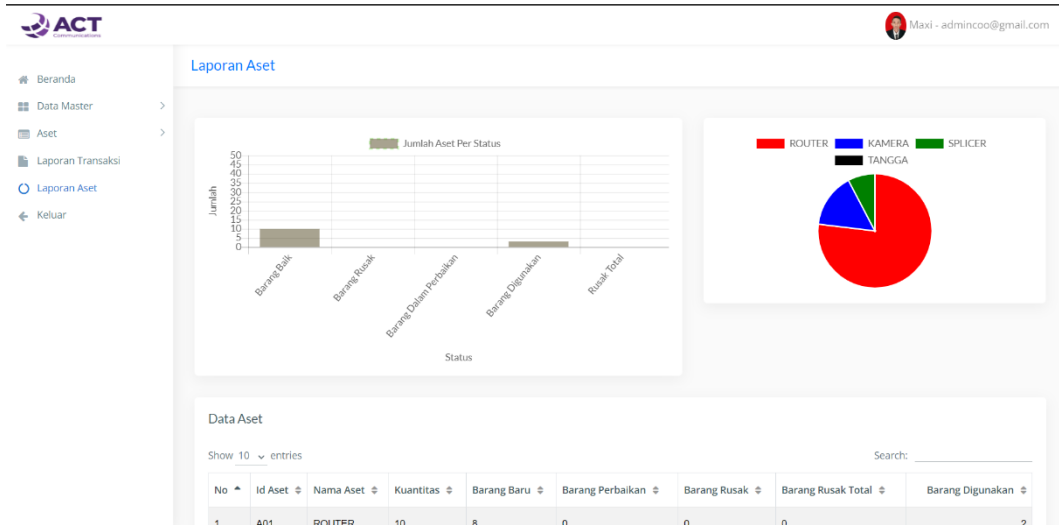 ACT
Communications
Maxi - admincoo@gmail.com
Beranda
Data Master
Aset
Laporan Transaksi
Laporan Aset
Keluar
Laporan Aset
Jumlah Aset Per Status
Jumlah
50
45
40
35
30
25
20
15
10
5
0
Barang Baik
Barang Rusak
Barang Dalam Perbaikan
Barang Digunakan
Rusak Total
Status
ROUTER KAMERA SPLICER
TANGGA
Data Aset
Show 10 entries
Search:
No Id Aset Nama Aset Kuantitas Barang Baru Barang Perbaikan Barang Rusak Barang Rusak Total Barang Digunakan
1 A01 ROUTER 10 8 0 0 0 2